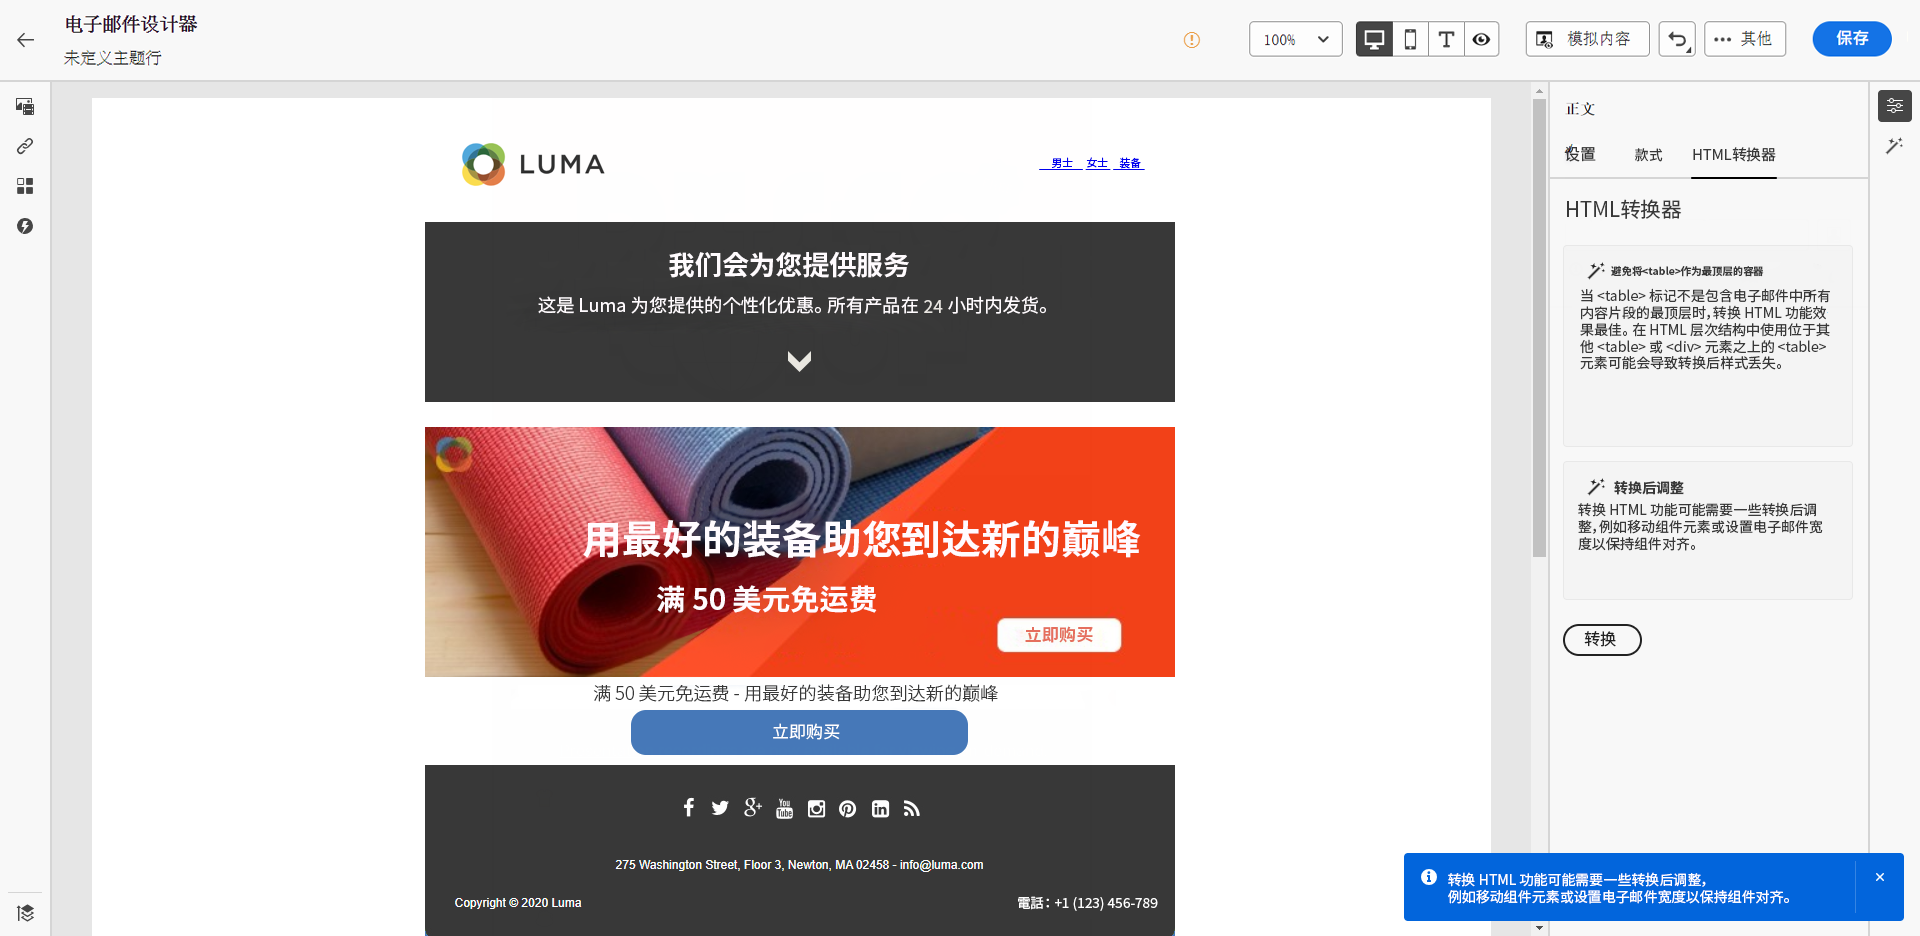 电子邮件设计器
未定义主题行
100%
模拟内容
其他
保存
LUMA
男士 女士 装备
我们会为您提供服务
这是 Luma 为您提供的个性化优惠。所有产品在 24 小时内发货。
用最好的装备助您到达新的巅峰
满 50 美元免运费
立即购买
满 50 美元免运费 - 用最好的装备助您到达新的巅峰
立即购买
275 Washington Street, Floor 3, Newton, MA 02458 - info@luma.com
Copyright © 2020 Luma
電話：+1 (123) 456-789
正文
设置 款式 HTML转换器
HTML转换器
避免将<table>作为最顶层的容器
当 <table> 标记不是包含电子邮件中所有
内容片段的最顶层时，转换 HTML 功能效
果最佳。在 HTML 层次结构中使用位于其
他 <table> 或 <div> 元素之上的 <table>
元素可能会导致转换后样式丢失。
转换后调整
转换 HTML 功能可能需要一些转换后调
整，例如移动组件元素或设置电子邮件宽
度以保持组件对齐。
转换
转换 HTML 功能可能需要一些转换后调整，
例如移动组件元素或设置电子邮件宽度以保持组件对齐。